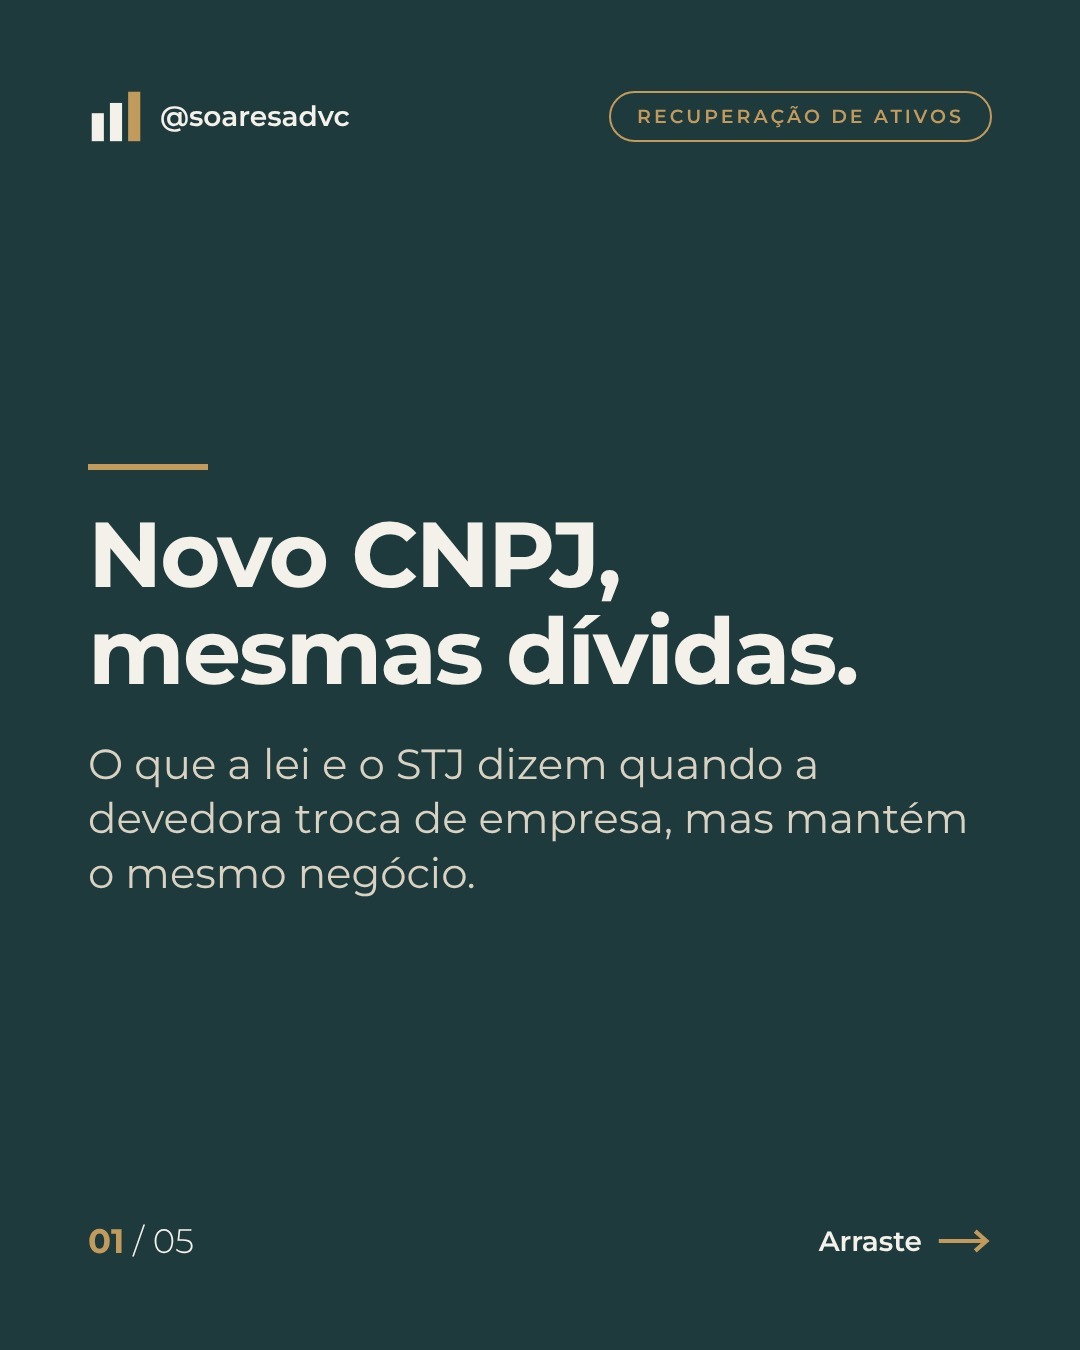 @soaresadvc
RECUPERAÇÃO DE ATIVOS
Novo CNPJ,
mesmas dívidas.
O que a lei e o STJ dizem quando a
devedora troca de empresa, mas mantém
o mesmo negócio.
01 / 05
Arraste